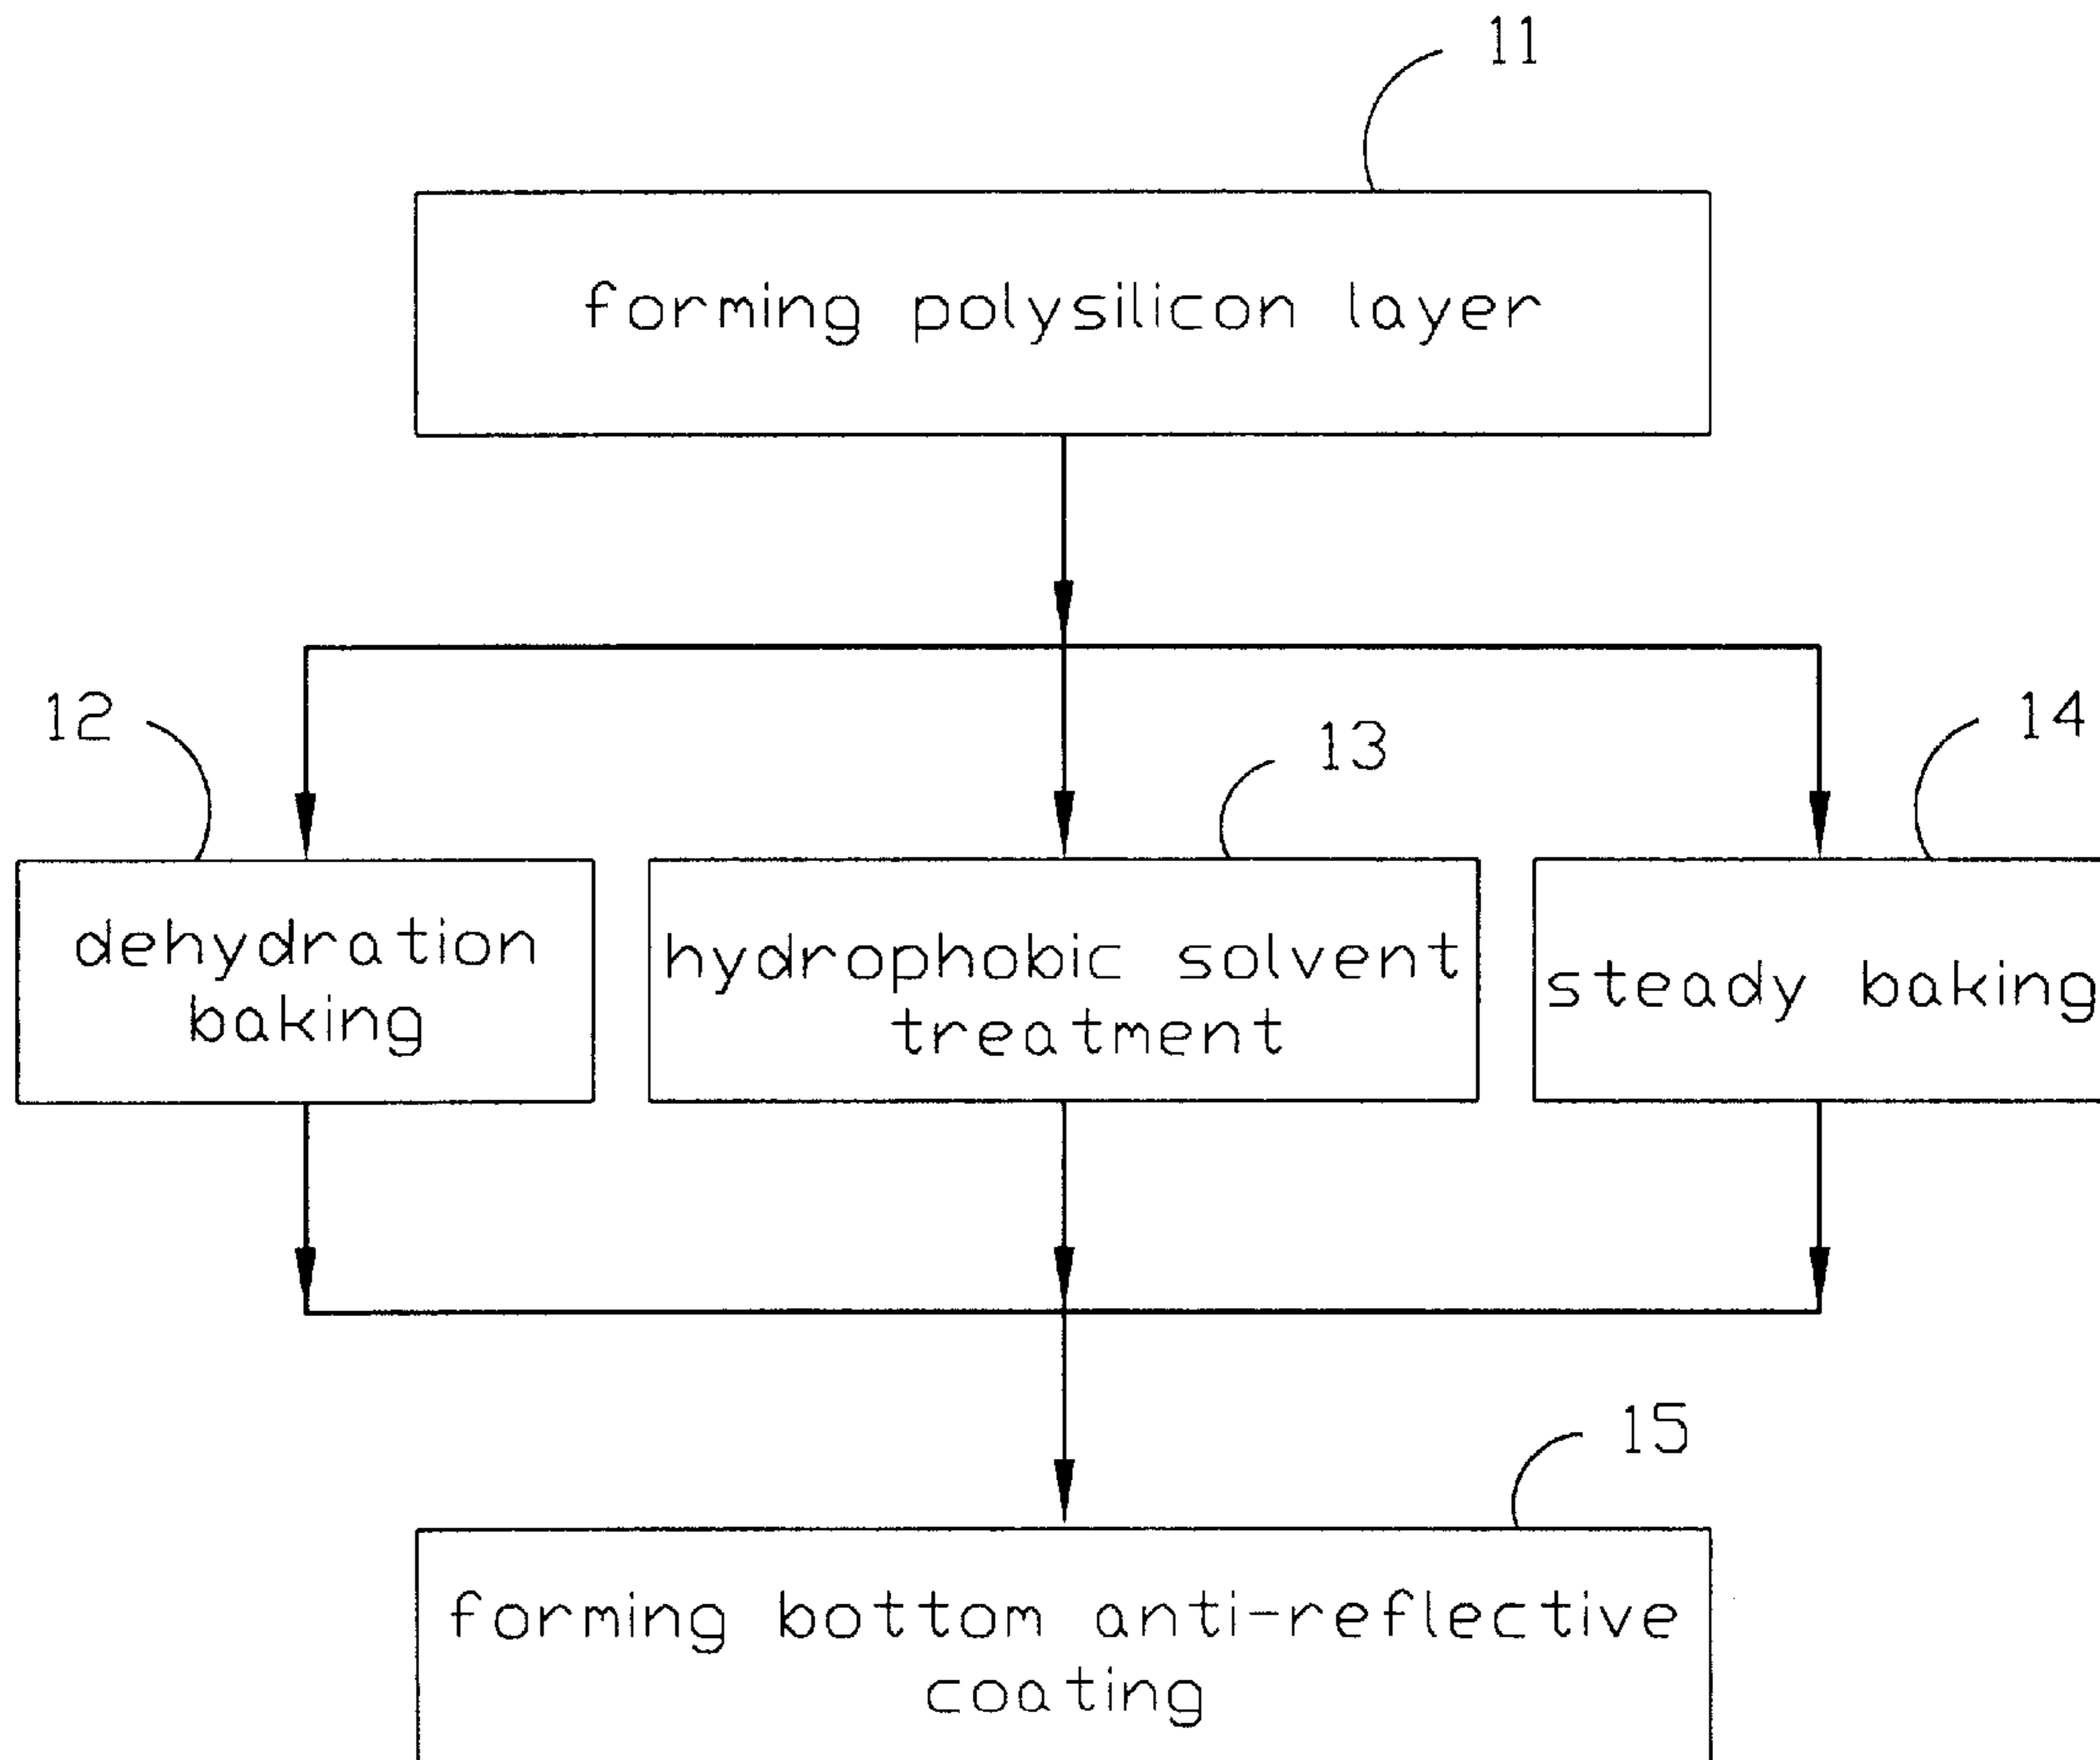 11
forming polysilicon layer
12
13
14
dehydration
baking
hydrophobic solvent
treatment
steady baking
15
forming bottom anti-reflective
coating